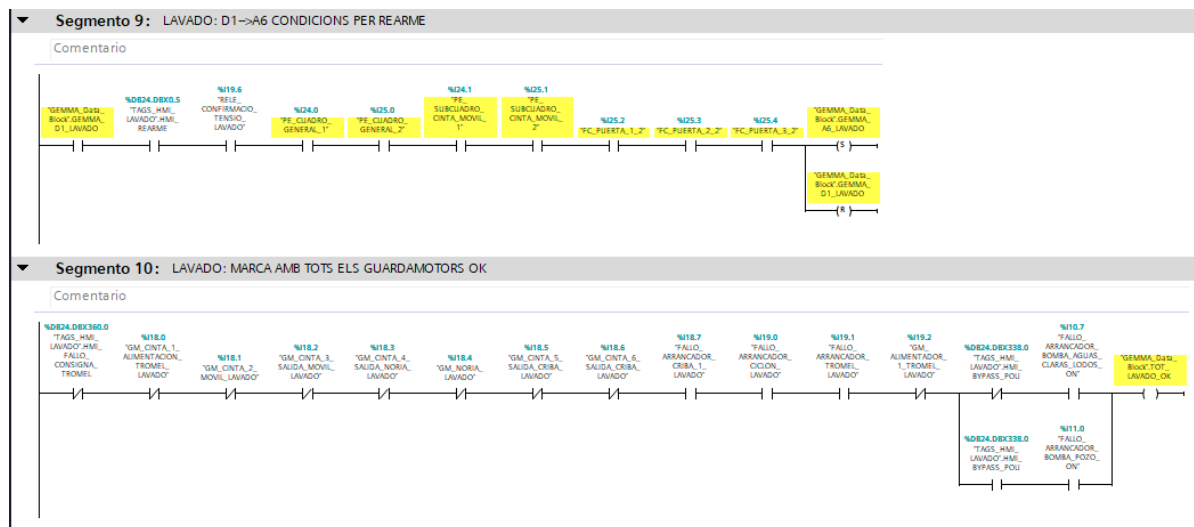 Segmento 9: LAVADO: D1-->A6 CONDICIONS PER REARME
Comentario
"GEMMA_Data_
Block".GEMMA_
D1_LAVADO
%DB24.DBX0.5
"TAGS_HMI_
LAVADO".HMI_
REARME
%I19.6
"RELE_
CONFIRMACIO_
TENSIO_
LAVADO"
%I24.0
"PE_CUADRO_
GENERAL_1"
%I25.0
"PE_CUADRO_
GENERAL_2"
%I24.1
"PE_
SUBCUADRO_
CINTA_MOVIL_
1"
%I25.1
"PE_
SUBCUADRO_
CINTA_MOVIL_
2"
%I25.2
"FC_PUERTA_1_2"
%I25.3
"FC_PUERTA_2_2"
%I25.4
"FC_PUERTA_3_2"
"GEMMA_Data_
Block".GEMMA_
A6_LAVADO
S
"GEMMA_Data_
Block".GEMMA_
D1_LAVADO
R
Segmento 10: LAVADO: MARCA AMB TOTS ELS GUARDAMOTORS OK
Comentario
%DB24.DBX360.0
"TAGS_HMI_
LAVADO".HMI_
FALLO_
CONSIGNA_
TROMEL
%I18.0
"GM_CINTA_1_
ALIMENTACION_
TROMEL_
LAVADO"
%I18.1
"GM_CINTA_2_
MOVIL_LAVADO"
%I18.2
"GM_CINTA_3_
SALIDA_MOVIL_
LAVADO"
%I18.3
"GM_CINTA_4_
SALIDA_NORIA_
LAVADO"
%I18.4
"GM_NORIA_
LAVADO"
%I18.5
"GM_CINTA_5_
SALIDA_CRIBA_
LAVADO"
%I18.6
"GM_CINTA_6_
SALIDA_CRIBA_
LAVADO"
%I18.7
"FALLO_
ARRANCADOR_
CRIBA_1_
LAVADO"
%I19.0
"FALLO_
ARRANCADOR_
CICLON_
LAVADO"
%I19.1
"FALLO_
ARRANCADOR_
TROMEL_
LAVADO"
%I19.2
"GM_
ALIMENTADOR_
1_TROMEL_
LAVADO"
%DB24.DBX338.0
"TAGS_HMI_
LAVADO".HMI_
BYPASS_POLI
%I10.7
"FALLO_
ARRANCADOR_
BOMBA_AGUAS_
CLARAS_LODOS_
ON"
"GEMMA_Data_
Block".TOT_
LAVADO_OK
%DB24.DBX338.0
"TAGS_HMI_
LAVADO".HMI_
BYPASS_POLI
%I11.0
"FALLO_
ARRANCADOR_
BOMBA_POZO_
ON"